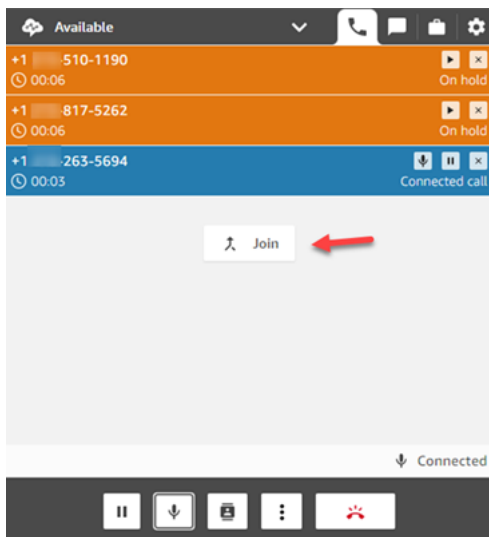 Available
+1 -510-1190
00:06
On hold
+1 -817-5262
00:06
On hold
+1 -263-5694
00:03
Connected call
Join
Connected